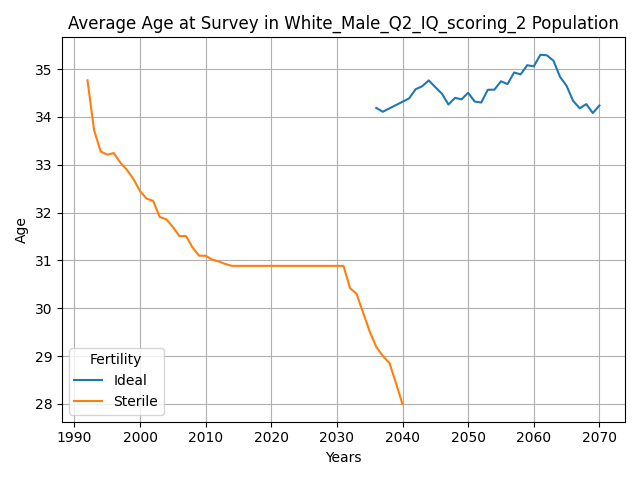 Average Age at Survey in White_Male_Q2_IQ_scoring_2 Population
35
34
33
32
31
30
29
28
Age
Fertility
Ideal
Sterile
1990 2000 2010 2020 2030 2040 2050 2060 2070
Years